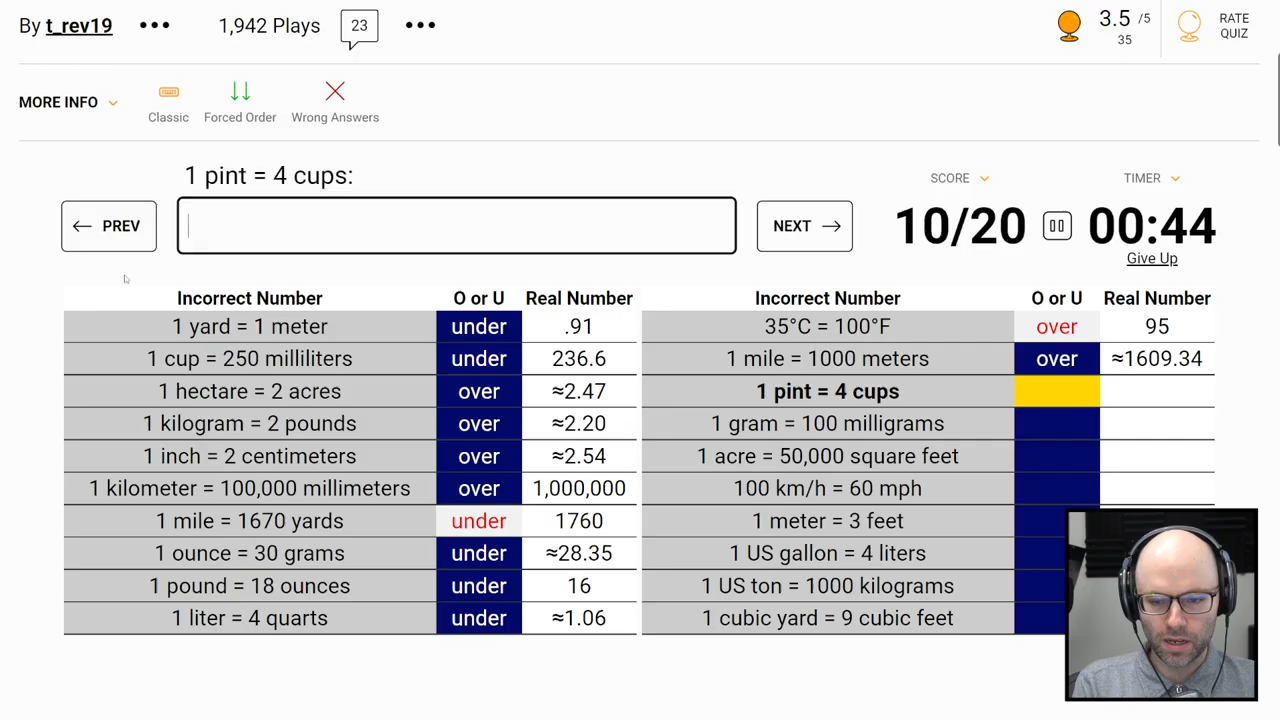 By t_rev19 ••• 1,942 Plays 23 ••• 3.5 /5 35 RATE QUIZ
MORE INFO Classic Forced Order Wrong Answers
1 pint = 4 cups:
SCORE TIMER
← PREV NEXT → 10/20 00:44
Give Up
Incorrect Number O or U Real Number Incorrect Number O or U Real Number
1 yard = 1 meter under .91 35°C = 100°F over 95
1 cup = 250 milliliters under 236.6 1 mile = 1000 meters over ≈1609.34
1 hectare = 2 acres over ≈2.47 1 pint = 4 cups
1 kilogram = 2 pounds over ≈2.20 1 gram = 100 milligrams
1 inch = 2 centimeters over ≈2.54 1 acre = 50,000 square feet
1 kilometer = 100,000 millimeters over 1,000,000 100 km/h = 60 mph
1 mile = 1670 yards under 1760 1 meter = 3 feet
1 ounce = 30 grams under ≈28.35 1 US gallon = 4 liters
1 pound = 18 ounces under 16 1 US ton = 1000 kilograms
1 liter = 4 quarts under ≈1.06 1 cubic yard = 9 cubic feet